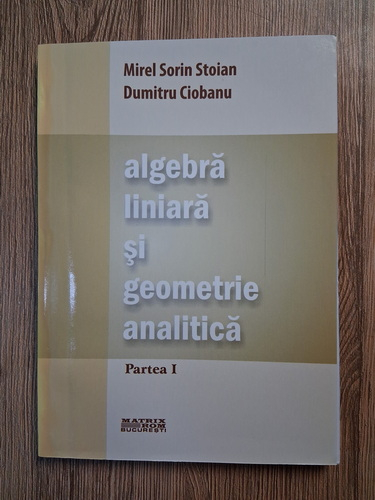 Mirel Sorin Stoian
Dumitru Ciobanu
algebră
liniară
şi
geometrie
analitică
Partea I
MATRIX
ROM
BUCUREŞTI